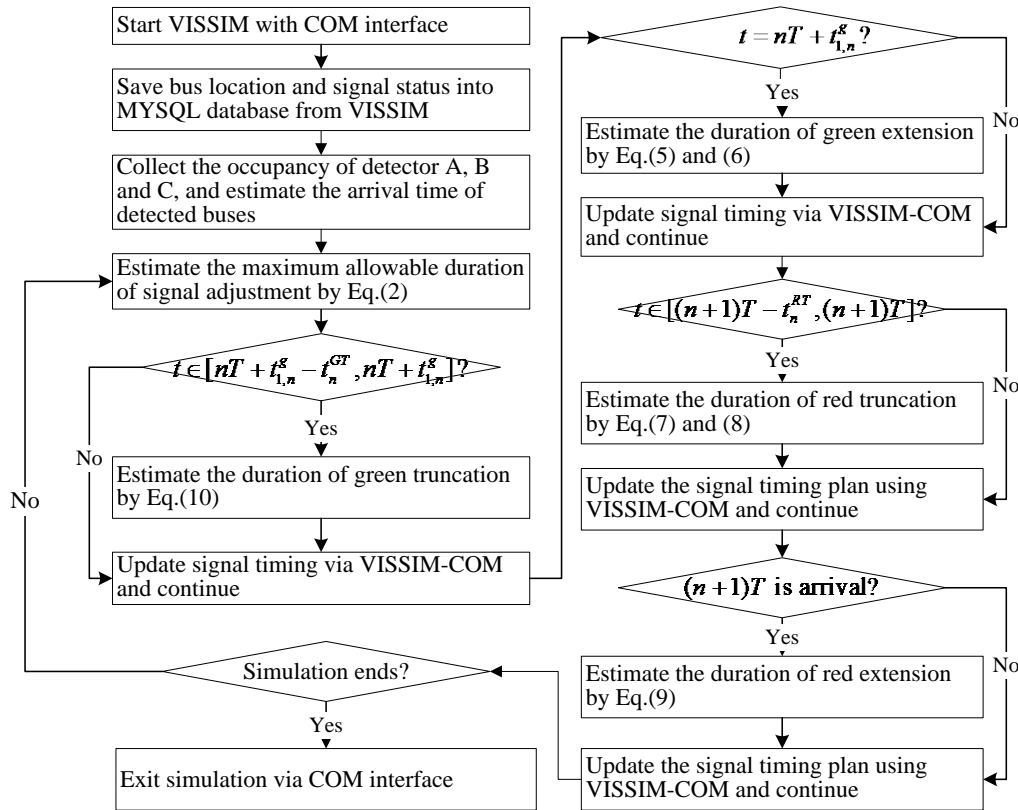 Start VISSIM with COM interface
Save bus location and signal status into
MYSQL database from VISSIM
Collect the occupancy of detector A, B
and C, and estimate the arrival time of
detected buses
Estimate the maximum allowable duration
of signal adjustment by Eq.(2)
t ∈ [nT + t_{1,n}^{g} − t_{n}^{GT}, nT + t_{1,n}^{g}]?
Yes
No
Estimate the duration of green truncation
by Eq.(10)
Update signal timing via VISSIM-COM
and continue
t = nT + t_{1,n}^{g}?
Yes
No
Estimate the duration of green extension
by Eq.(5) and (6)
Update signal timing via VISSIM-COM
and continue
t ∈ [(n+1)T − t_{n}^{RT}, (n+1)T]?
Yes
No
Estimate the duration of red truncation
by Eq.(7) and (8)
Update the signal timing plan using
VISSIM-COM and continue
(n+1)T is arrival?
Yes
No
Estimate the duration of red extension
by Eq.(9)
Update the signal timing plan using
VISSIM-COM and continue
Simulation ends?
No
Yes
Exit simulation via COM interface